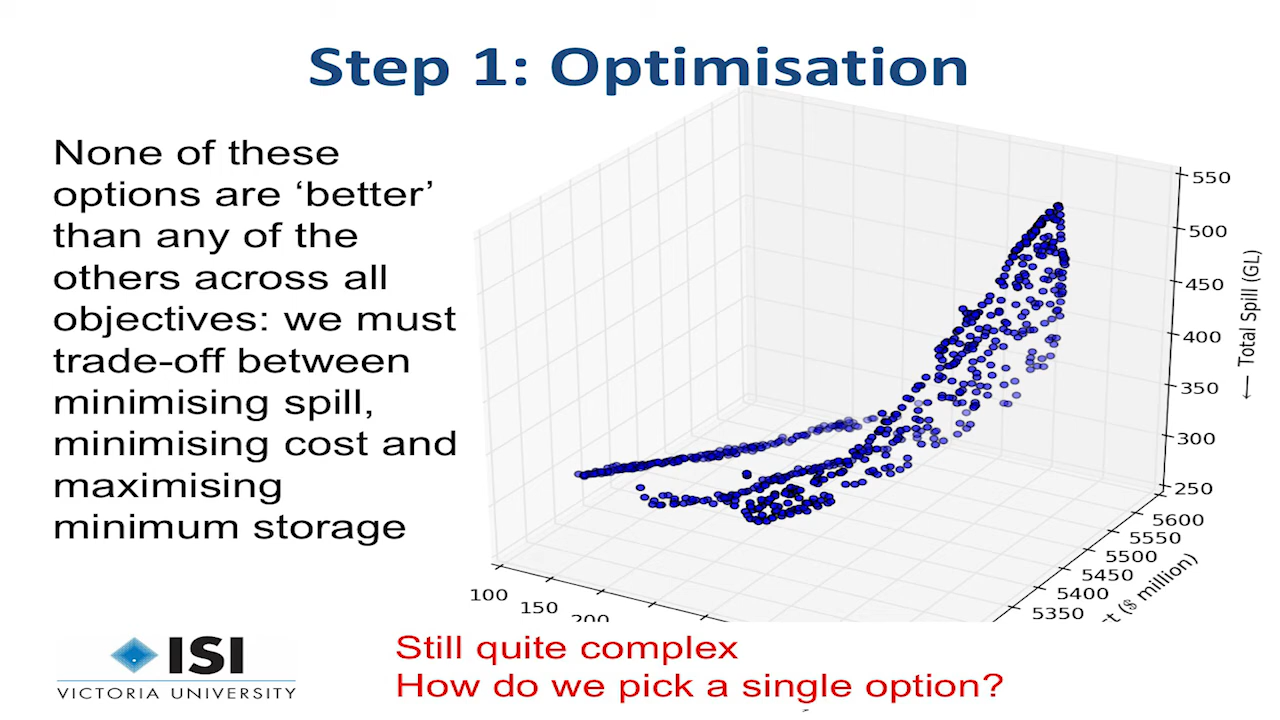 Step 1: Optimisation
None of these
options are ‘better’
than any of the
others across all
objectives: we must
trade-off between
minimising spill,
minimising cost and
maximising
minimum storage
550
500
450
400
350
300
250
← Total Spill (GL)
5600
5550
5500
5450
5400
5350
($ million)
100
150
200
ISI
VICTORIA UNIVERSITY
Still quite complex
How do we pick a single option?